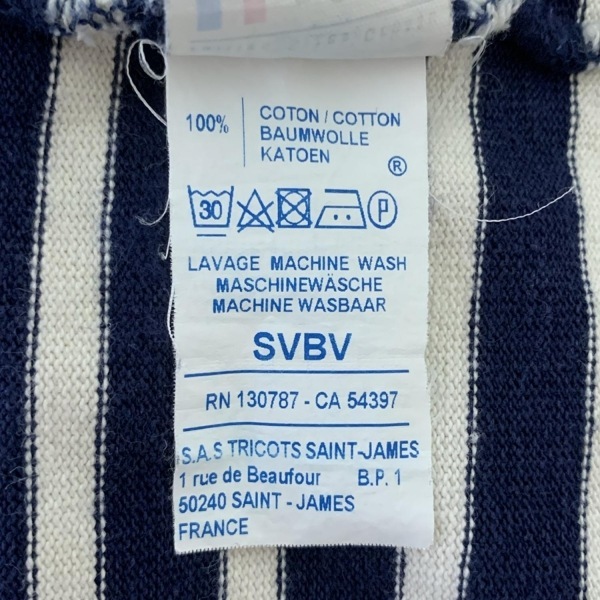 100%
COTON / COTTON
BAUMWOLLE
KATOEN
®
30
P
LAVAGE MACHINE WASH
MASCHINEWÄSCHE
MACHINE WASBAAR
SVBV
RN 130787 - CA 54397
S.A.S TRICOTS SAINT-JAMES
1 rue de Beaufour B.P. 1
50240 SAINT - JAMES
FRANCE